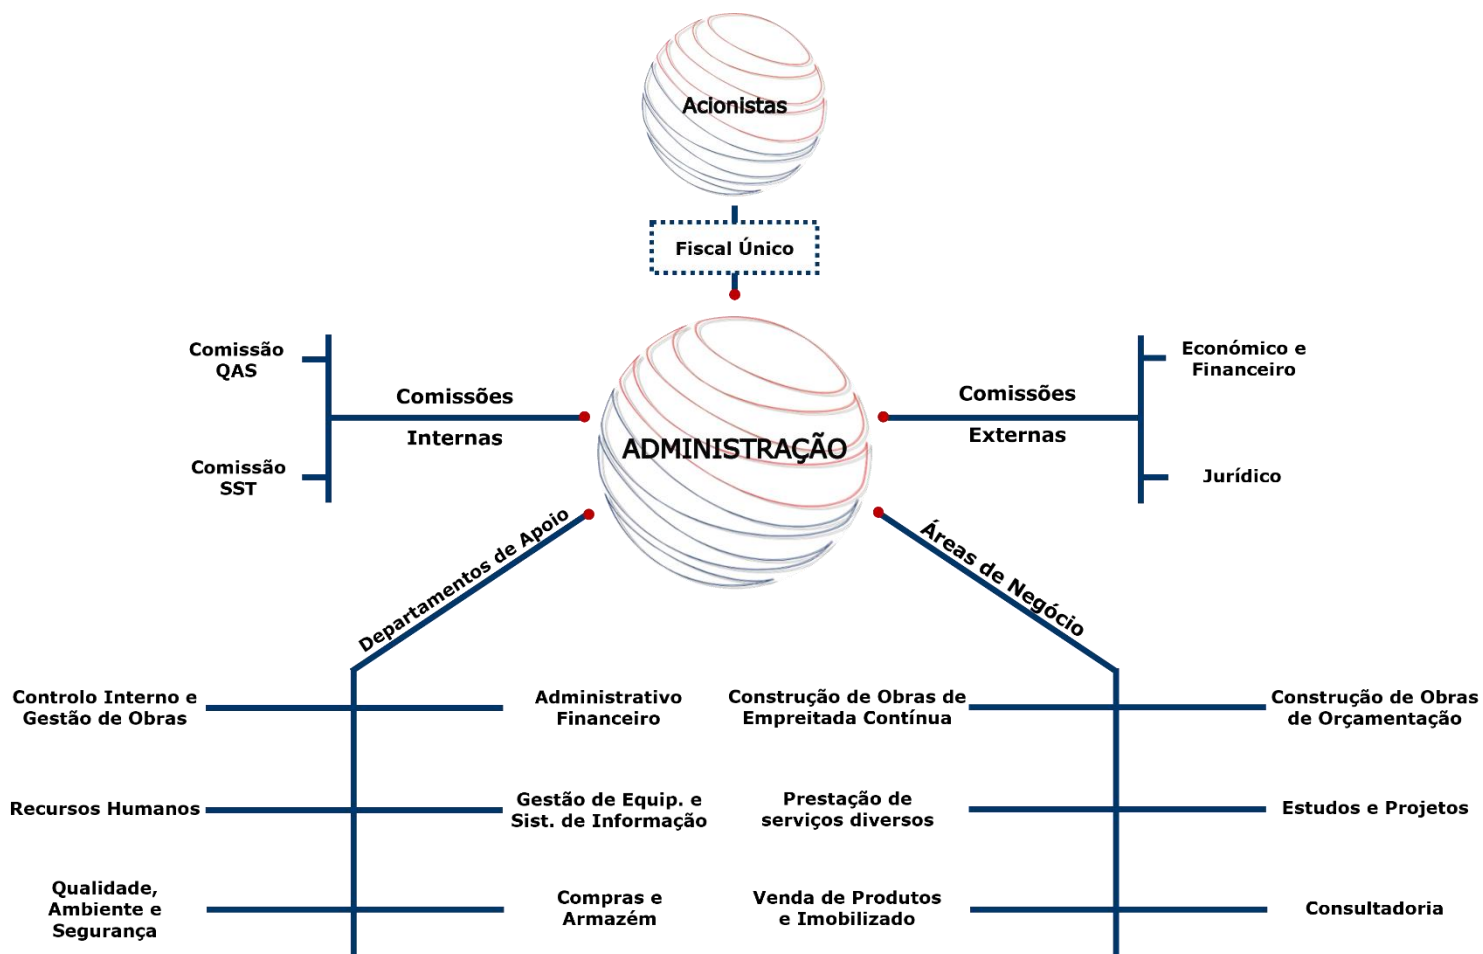 Acionistas
Fiscal Único
Comissão
QAS
Comissões
Internas
Comissão
SST
ADMINISTRAÇÃO
Comissões
Externas
Económico e
Financeiro
Jurídico
Departamentos de Apoio
Áreas de Negócio
Controlo Interno e
Gestão de Obras
Administrativo
Financeiro
Recursos Humanos
Gestão de Equip. e
Sist. de Informação
Qualidade,
Ambiente e
Segurança
Compras e
Armazém
Construção de Obras de
Empreitada Contínua
Construção de Obras
de Orçamentação
Prestação de
serviços diversos
Estudos e Projetos
Venda de Produtos
e Imobilizado
Consultadoria